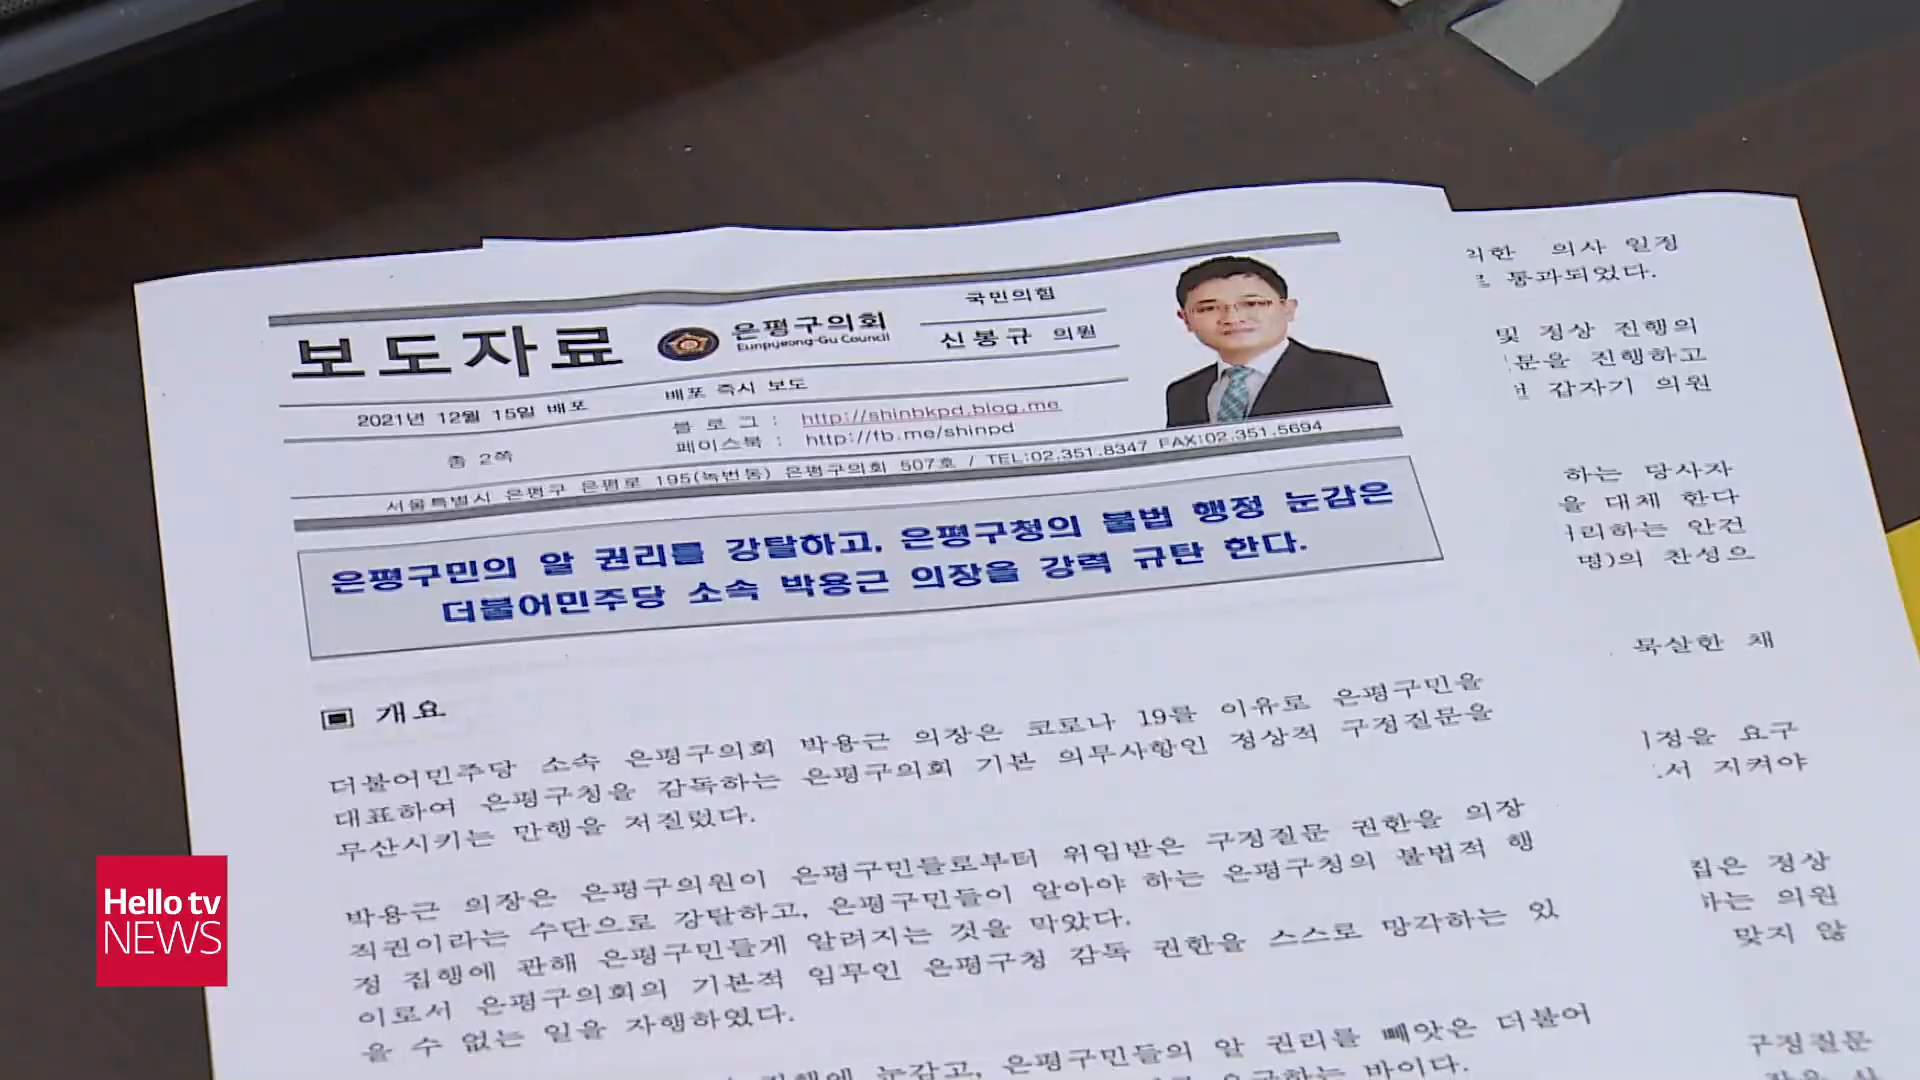 보도자료
은평구의회
Eunpyeong-Gu Council
국민의힘
신봉규 의원
2021년 12월 15일 배포
배포 즉시 보도
총 2쪽
블로그 : http://shinbkpd.blog.me
페이스북 : http://fb.me/shinpd
서울특별시 은평구 은평로 195(녹번동) 은평구의회 507호 / TEL:02.351.8347 FAX:02.351.5694
은평구민의 알 권리를 강탈하고, 은평구청의 불법 행정 눈감은
더불어민주당 소속 박용근 의장을 강력 규탄 한다.
▣ 개요
더불어민주당 소속 은평구의회 박용근 의장은 코로나 19를 이유로 은평구민을
대표하여 은평구청을 감독하는 은평구의회 기본 의무사항인 정상적 구정질문을
무산시키는 만행을 저질렀다.
박용근 의장은 은평구의원이 은평구민들로부터 위임받은 구정질문 권한을 의장
직권이라는 수단으로 강탈하고, 은평구민들이 알아야 하는 은평구청의 불법적 행
정 집행에 관해 은평구민들게 알려지는 것을 막았다.
이로서 은평구의회의 기본적 임무인 은평구청 감독 권한을 스스로 망각하는 있
을 수 없는 일을 자행하였다.
눈감고, 은평구민들의 알 권리를 빼앗은 더불어
하는 바이다.
의한 의사 일정
통과되었다.
및 정상 진행의
문을 진행하고
갑자기 의원
하는 당사자
을 대체 한다
리하는 안건
명)의 찬성으
묵살한 채
정을 요구
서 지켜야
집은 정상
하는 의원
맞지 않
구정질문
Hello tv
NEWS